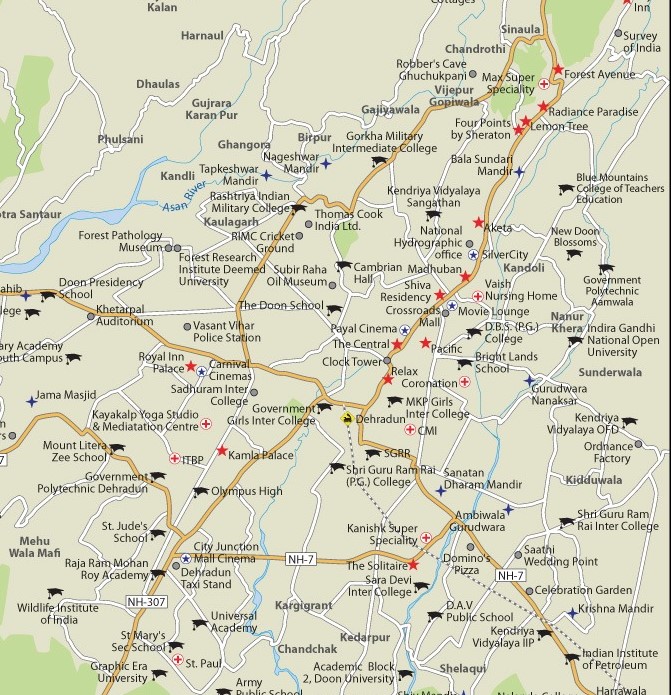 Kalan
Cottages
Inn
Harnaul
Sinaula
Survey
of India
Chandrothi
Robber's Cave
Ghuchukpani
Max Super
Speciality
Forest Avenue
Dhaulas
Vijepur
Gopiwala
Gujrara
Karan Pur
Gajiyawala
Radiance Paradise
Four Points
by Sheraton
Lemon Tree
Phulsani
Ghangora
Birpur
Gorkha Military
Intermediate College
Nageshwar
Mandir
Bala Sundari
Mandir
Kandli
Tapkeshwar
Mandir
Asan River
Kendriya Vidyalaya
Sangathan
Blue Mountains
College of Teachers
Education
Rashtriya Indian
Military College
otra Santaur
Kaulagarh
Thomas Cook
India Ltd.
Aketa
Forest Pathology
Museum
RIMC Cricket
Ground
National
Hydrographic
office
SilverCity
New Doon
Blossoms
Forest Research
Institute Deemed
University
Subir Raha
Oil Museum
Cambrian
Hall
Madhuban
Kandoli
Government
Polytechnic
Aamwala
ahib
Doon Presidency
School
Shiva
Residency
Vaish
Nursing Home
lege
Khetarpal
Auditorium
The Doon School
Crossroads
Mall
Movie Lounge
Nanur
Khera
Vasant Vihar
Police Station
Payal Cinema
D.B.S. (P.G.)
College
Indira Gandhi
National Open
University
ary Academy
outh Campus
The Central
Pacific
Royal Inn
Palace
Carnival
Cinemas
Clock Tower
Bright Lands
School
Sunderwala
Relax
Coronation
Sadhuram Inter
College
Gurudwara
Nanaksar
Jama Masjid
Kayakalp Yoga Studio
& Mediatation Centre
Government
Girls Inter College
MKP Girls
Inter College
Dehradun
Kendriya
Vidyalaya OFD
CMI
Ordnance
Factory
Mount Litera
Zee School
ITBP
Kamla Palace
SGRR
Shri Guru Ram Rai
(P.G.) College
Sanatan
Dharam Mandir
Kidduwala
Government
Polytechnic Dehradun
Olympus High
Ambiwala
Gurudwara
Shri Guru Ram
Rai Inter College
St. Jude's
School
Kanishk Super
Speciality
Mehu
Wala Mafi
City Junction
Mall Cinema
Domino's
Pizza
Saathi
Wedding Point
Raja Ram Mohan
Roy Academy
Dehradun
Taxi Stand
NH-7
The Solitaire
NH-7
Sara Devi
Inter College
Celebration Garden
NH-307
Wildlife Institute
of India
Kargigrant
D.A.V
Public School
Krishna Mandir
Universal
Academy
St Mary's
Sec School
Kedarpur
Kendriya
Vidyalaya IIP
Chandchak
Indian Institute
of Petroleum
St. Paul
Graphic Era
University
Academic Block
2, Doon University
Shelaqui
Army
Public School
Shiv Mandir
Harrawala